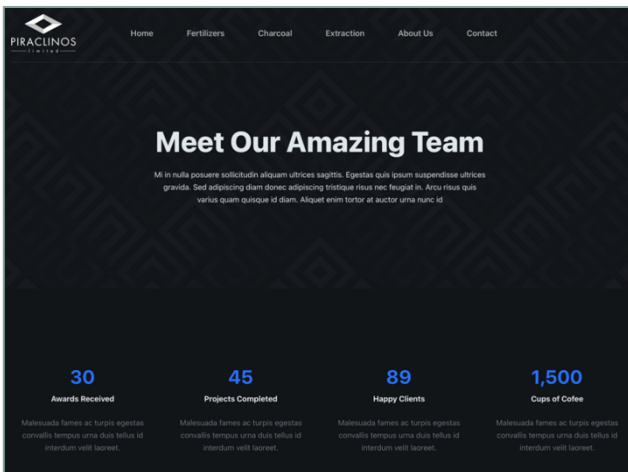 PIRACLINOS
limited
Home Fertilizers Charcoal Extraction About Us Contact
Meet Our Amazing Team
Mi in nulla posuere sollicitudin aliquam ultrices sagittis. Egestas quis ipsum suspendisse ultrices
gravida. Sed adipiscing diam donec adipiscing tristique risus nec feugiat in. Arcu risus quis
varius quam quisque id diam. Aliquet enim tortor at auctor urna nunc id
30 45 89 1,500
Awards Received Projects Completed Happy Clients Cups of Cofee
Malesuada fames ac turpis egestas Malesuada fames ac turpis egestas Malesuada fames ac turpis egestas Malesuada fames ac turpis egestas
convallis tempus urna duis tellus id convallis tempus urna duis tellus id convallis tempus urna duis tellus id convallis tempus urna duis tellus id
interdum velit laoreet. interdum velit laoreet. interdum velit laoreet. interdum velit laoreet.